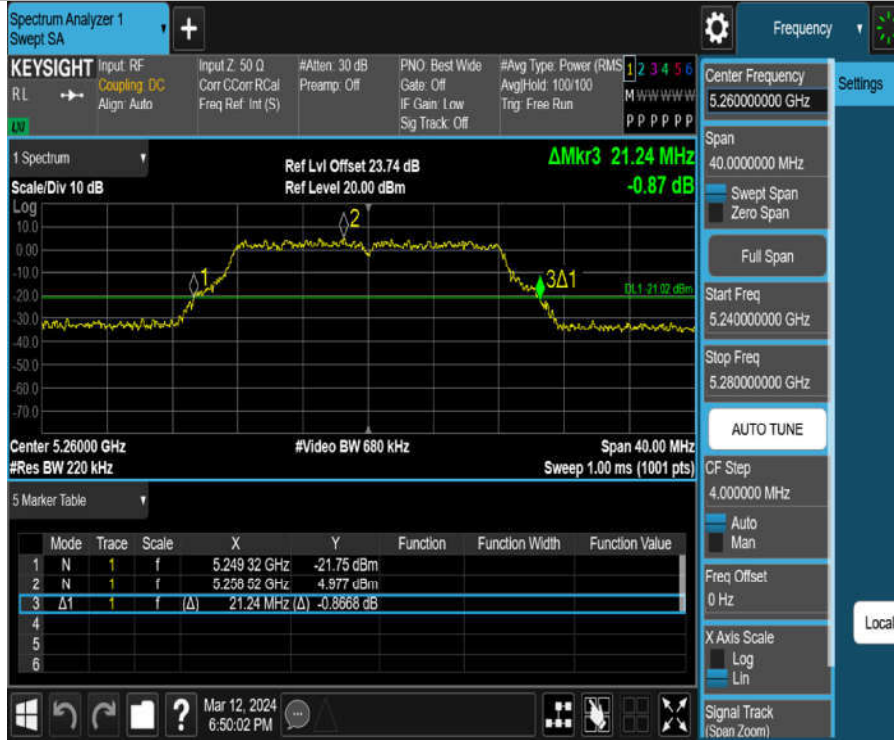 Spectrum Analyzer 1
Swept SA
+
Frequency
KEYSIGHT
RL
LXI
Input: RF
Coupling: DC
Align: Auto
Input Z: 50 Ω
Corr CCorr RCal
Freq Ref: Int (S)
#Atten: 30 dB
Preamp: Off
PNO: Best Wide
Gate: Off
IF Gain: Low
Sig Track: Off
#Avg Type: Power (RMS
Avg|Hold: 100/100
Trig: Free Run
1 2 3 4 5 6
M W W W W W
P P P P P P
1 Spectrum
Scale/Div 10 dB
Ref Lvl Offset 23.74 dB
Ref Level 20.00 dBm
ΔMkr3 21.24 MHz
-0.87 dB
Log
10.0
0.00
-10.0
-20.0
-30.0
-40.0
-50.0
-60.0
-70.0
1
2
3Δ1
DL1 -21.02 dBm
Center 5.26000 GHz
#Res BW 220 kHz
#Video BW 680 kHz
Span 40.00 MHz
Sweep 1.00 ms (1001 pts)
5 Marker Table
Mode Trace Scale X Y Function Function Width Function Value
1 N 1 f 5.249 32 GHz -21.75 dBm
2 N 1 f 5.258 52 GHz 4.977 dBm
3 Δ1 1 f (Δ) 21.24 MHz (Δ) -0.8668 dB
4
5
6
?
Mar 12, 2024
6:50:02 PM
Center Frequency
5.260000000 GHz
Span
40.0000000 MHz
Swept Span
Zero Span
Full Span
Start Freq
5.240000000 GHz
Stop Freq
5.280000000 GHz
AUTO TUNE
CF Step
4.000000 MHz
Auto
Man
Freq Offset
0 Hz
X Axis Scale
Log
Lin
Signal Track
(Span Zoom)
Settings
Local